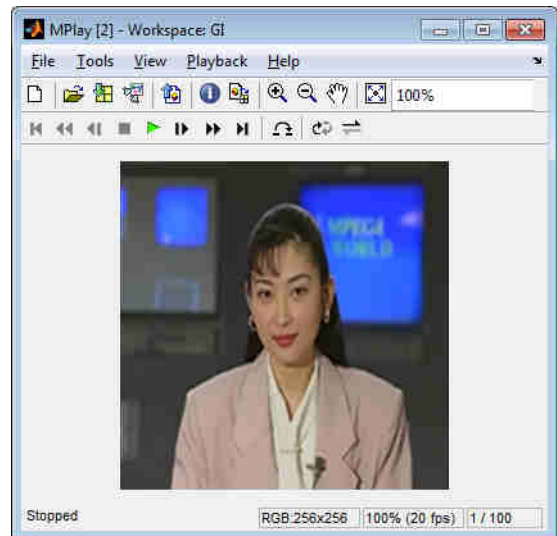 MPlay [2] - Workspace: GI
File Tools View Playback Help
100%
MPEG4
WORLD
Stopped
RGB:256x256
100% (20 fps)
1 / 100